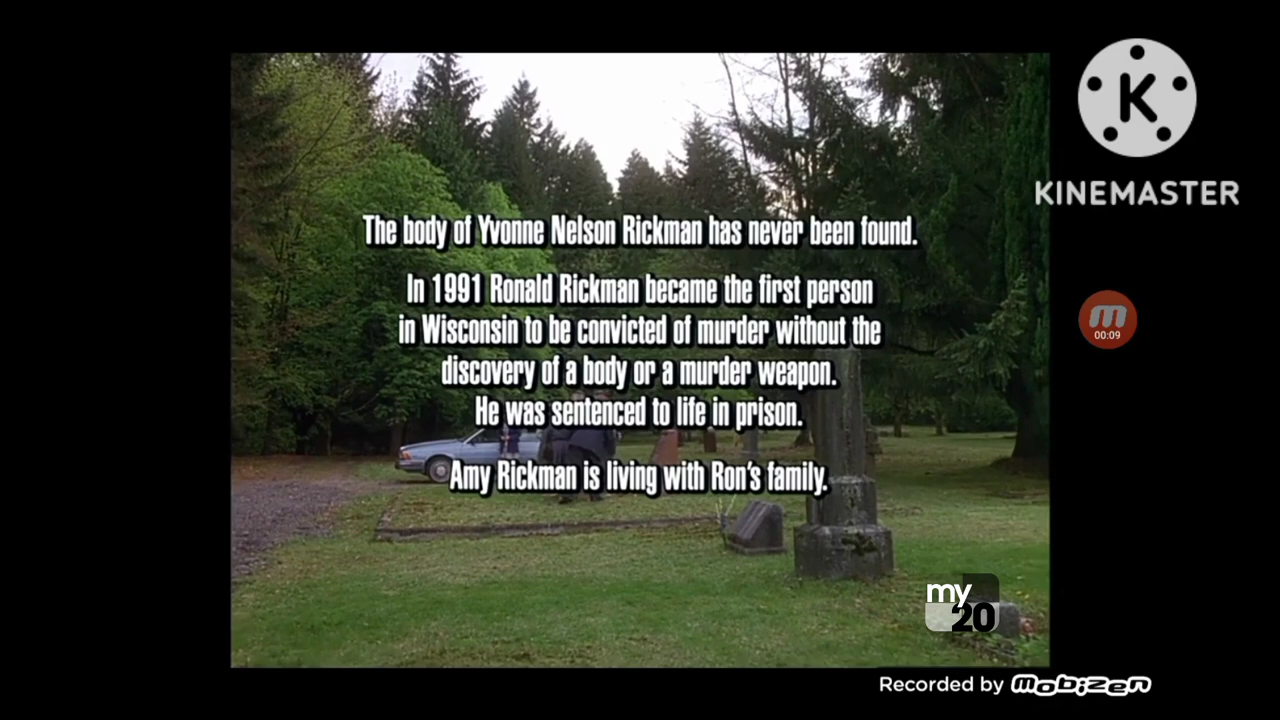 K
KINEMASTER
The body of Yvonne Nelson Rickman has never been found.
In 1991 Ronald Rickman became the first person
in Wisconsin to be convicted of murder without the
discovery of a body or a murder weapon.
He was sentenced to life in prison.
Amy Rickman is living with Ron's family.
m
00:09
my
20
Recorded by mobizen